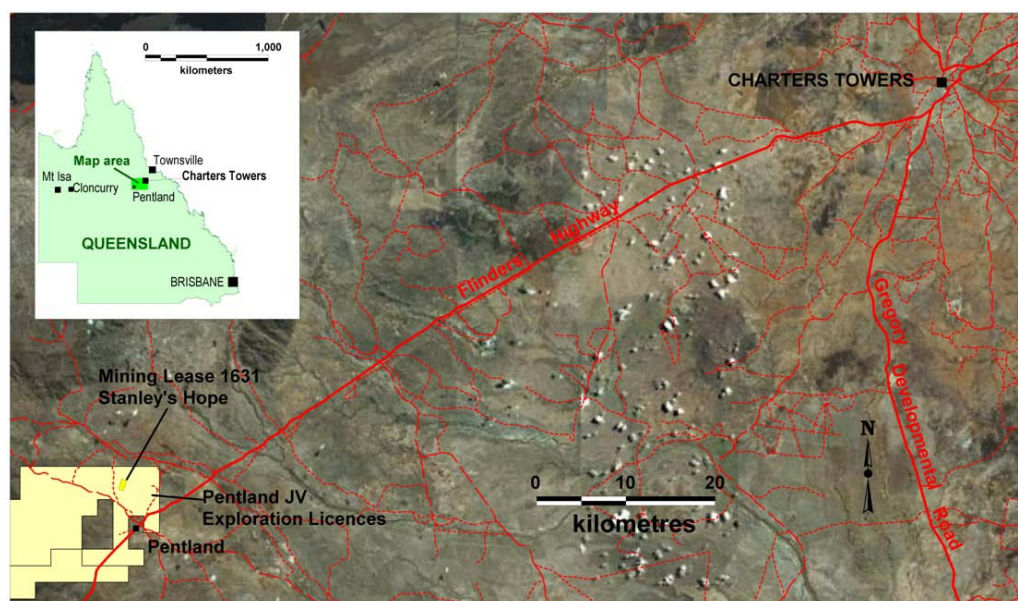 0 1,000
kilometers
Townsville
Map area
Charters Towers
Mt Isa
Cloncurry
Pentland
QUEENSLAND
BRISBANE
CHARTERS TOWERS
Flinders Highway
Gregory Developmental Road
Mining Lease 1631
Stanley's Hope
N
0 5 10 20
kilometres
Pentland JV
Exploration Licences
Pentland